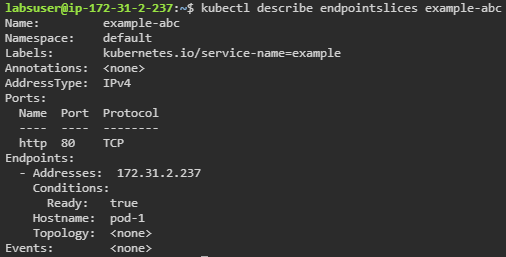 labsuser@ip-172-31-2-237:~$ kubectl describe endpointslices example-abc
Name:         example-abc
Namespace:    default
Labels:       kubernetes.io/service-name=example
Annotations:  <none>
AddressType:  IPv4
Ports:
  Name  Port  Protocol
  ----  ----  --------
  http  80    TCP
Endpoints:
  - Addresses:  172.31.2.237
    Conditions:
      Ready:    true
    Hostname:  pod-1
    Topology:  <none>
Events:         <none>